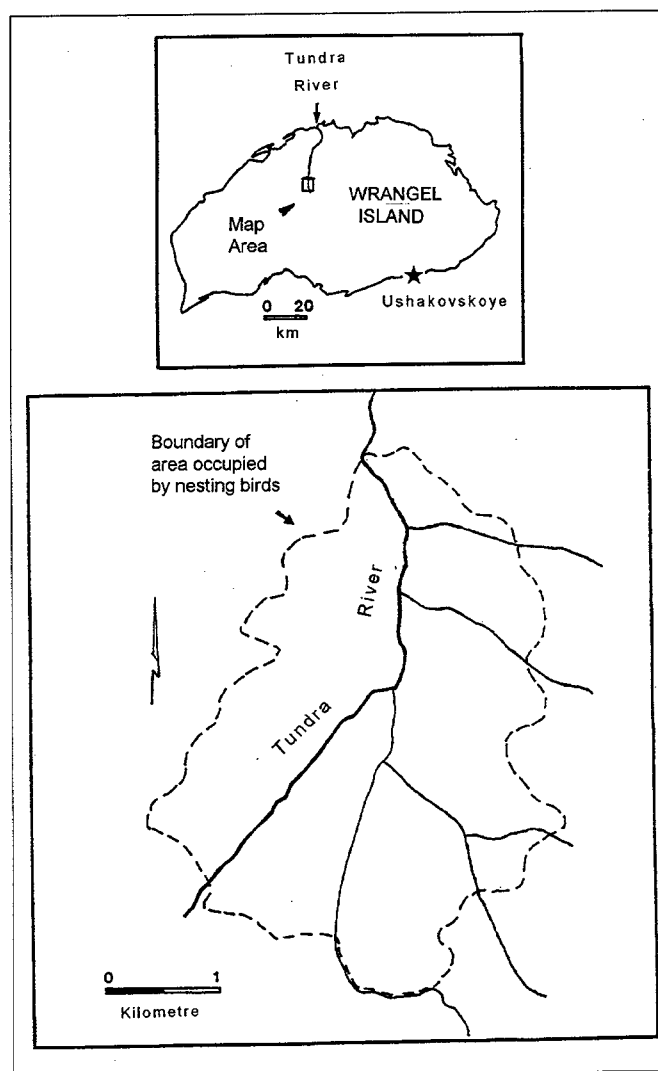 Tundra
River
WRANGEL
ISLAND
Map
Area
Ushakovskoye
0 20
km
Boundary of
area occupied
by nesting birds
River
Tundra
0 1
Kilometre